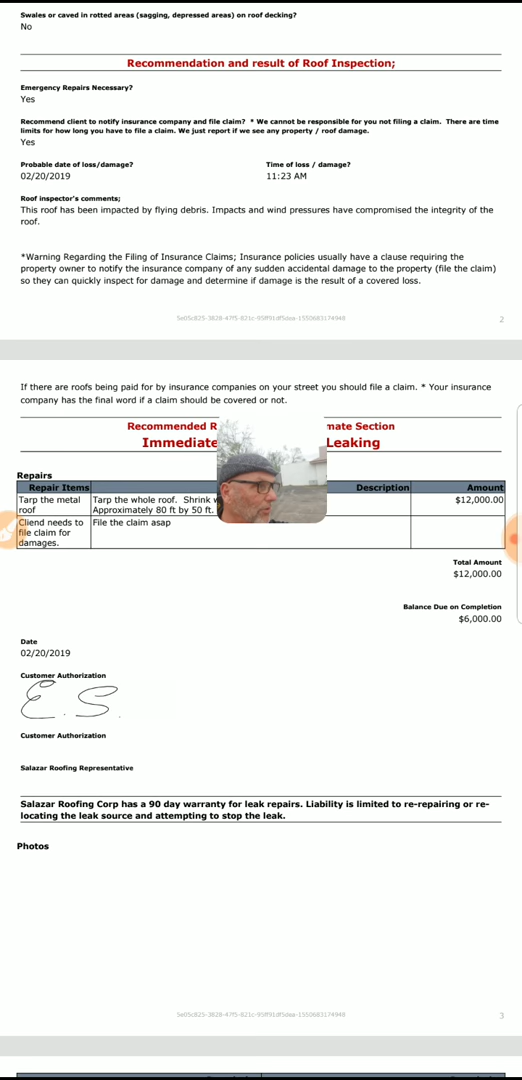 Swales or caved in rotted areas (sagging, depressed areas) on roof decking?
No
Recommendation and result of Roof Inspection;
Emergency Repairs Necessary?
Yes
Recommend client to notify insurance company and file claim? * We cannot be responsible for you not filing a claim. There are time
limits for how long you have to file a claim. We just report if we see any property / roof damage.
Yes
Probable date of loss/damage? Time of loss / damage?
02/20/2019 11:23 AM
Roof inspector's comments;
This roof has been impacted by flying debris. Impacts and wind pressures have compromised the integrity of the
roof.
*Warning Regarding the Filing of Insurance Claims; Insurance policies usually have a clause requiring the
property owner to notify the insurance company of any sudden accidental damage to the property (file the claim)
so they can quickly inspect for damage and determine if damage is the result of a covered loss.
2
If there are roofs being paid for by insurance companies on your street you should file a claim. * Your insurance
company has the final word if a claim should be covered or not.
Recommended R mate Section
Immediate Leaking
Repairs
Repair Items Description Amount
Tarp the metal Tarp the whole roof. Shrink w $12,000.00
roof Approximately 80 ft by 50 ft.
Cliend needs to File the claim asap
file claim for
damages.
Total Amount
$12,000.00
Balance Due on Completion
$6,000.00
Date
02/20/2019
Customer Authorization
E. S.
Customer Authorization
Salazar Roofing Representative
Salazar Roofing Corp has a 90 day warranty for leak repairs. Liability is limited to re-repairing or re-
locating the leak source and attempting to stop the leak.
Photos
3